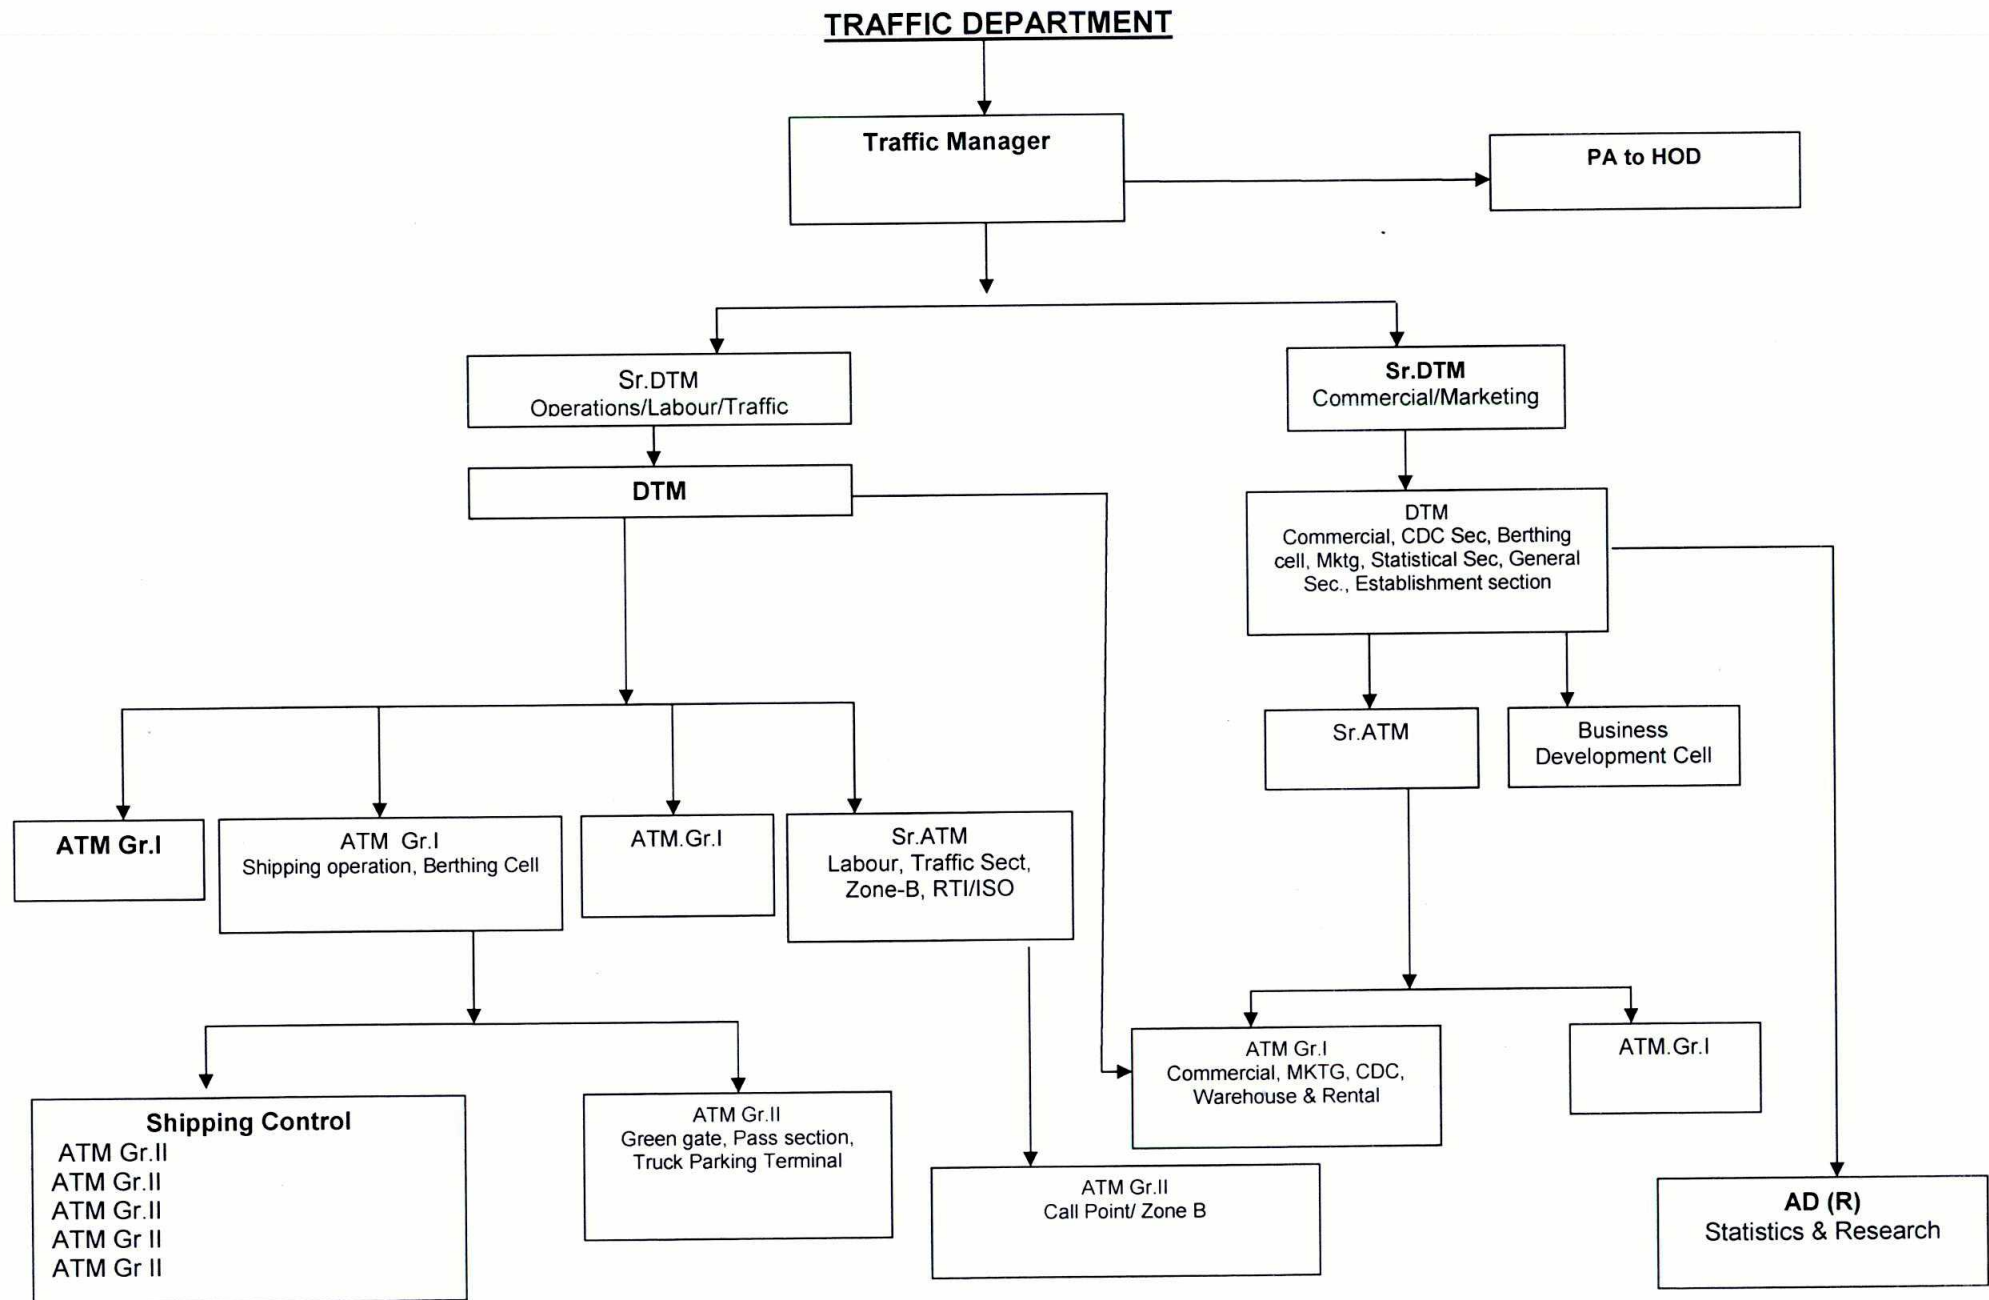 TRAFFIC DEPARTMENT
Traffic Manager
PA to HOD
Sr.DTM
Operations/Labour/Traffic
Sr.DTM
Commercial/Marketing
DTM
DTM
Commercial, CDC Sec, Berthing
cell, Mktg, Statistical Sec, General
Sec., Establishment section
Sr.ATM
Business
Development Cell
ATM Gr.I
ATM Gr.I
Shipping operation, Berthing Cell
ATM.Gr.I
Sr.ATM
Labour, Traffic Sect,
Zone-B, RTI/ISO
ATM Gr.I
Commercial, MKTG, CDC,
Warehouse & Rental
ATM.Gr.I
Shipping Control
ATM Gr.II
ATM Gr.II
ATM Gr.II
ATM Gr II
ATM Gr II
ATM Gr.II
Green gate, Pass section,
Truck Parking Terminal
ATM Gr.II
Call Point/ Zone B
AD (R)
Statistics & Research